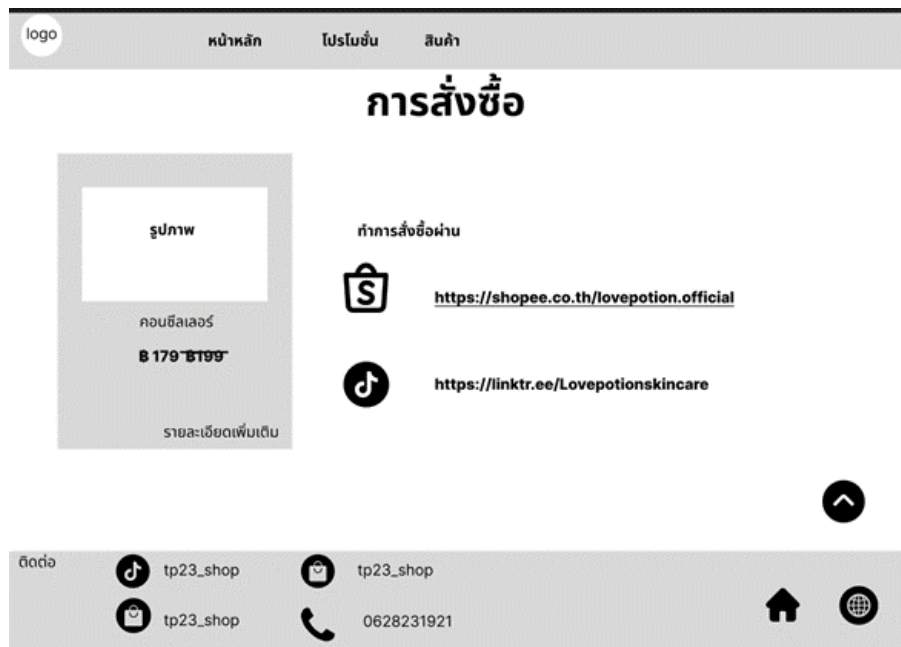 logo
หน้าหลัก โปรโมชั่น สินค้า
การสั่งซื้อ
รูปภาพ
คอนซีลเลอร์
฿ 179 ฿199
รายละเอียดเพิ่มเติม
ทำการสั่งซื้อผ่าน
S
https://shopee.co.th/lovepotion.official
https://linktr.ee/Lovepotionskincare
ติดต่อ
tp23_shop tp23_shop
tp23_shop 0628231921